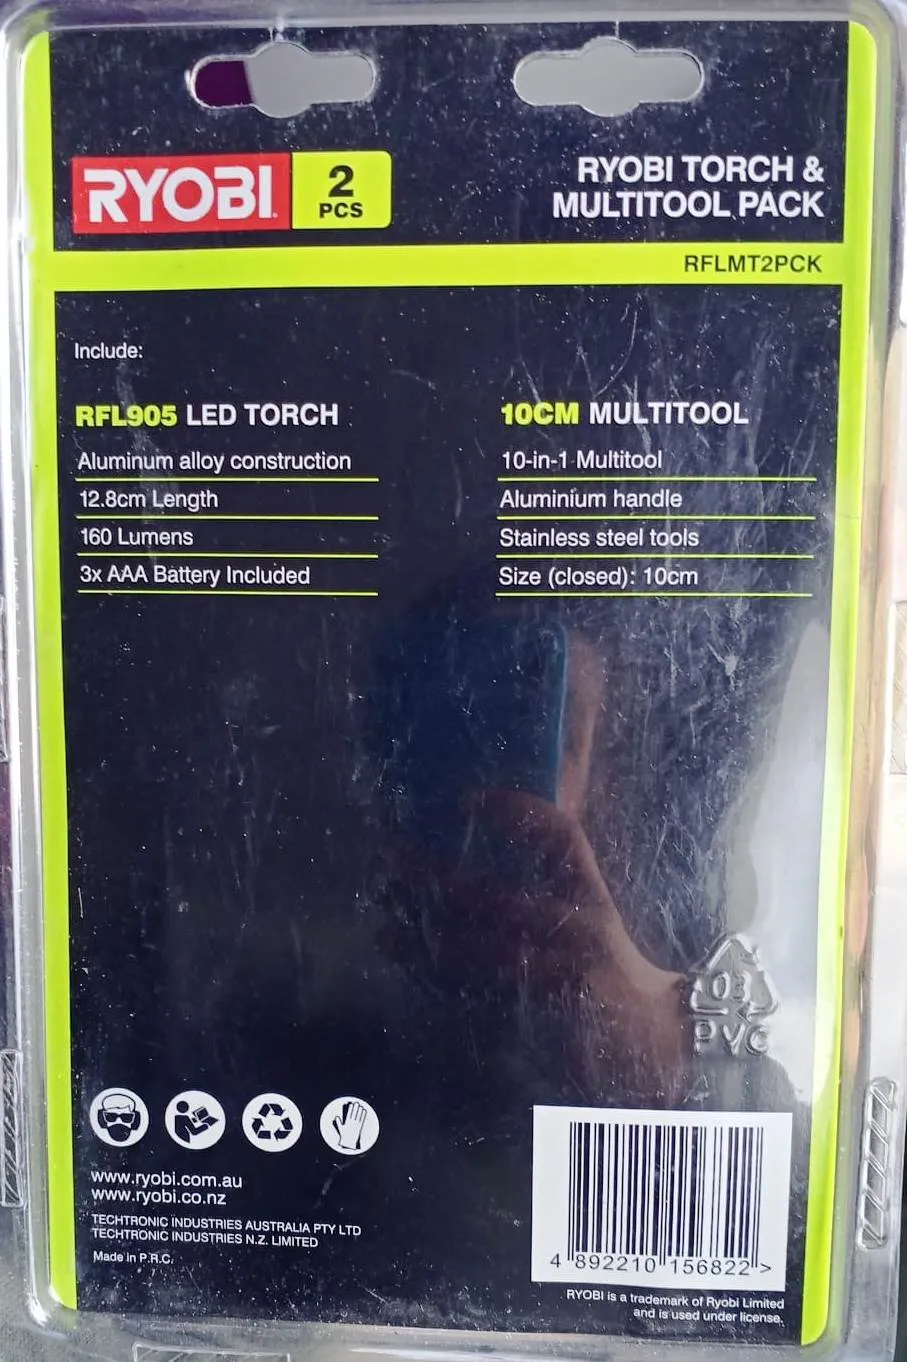 RYOBI
2
PCS
RYOBI TORCH &
MULTITOOL PACK
RFLMT2PCK
Include:
RFL905 LED TORCH
Aluminum alloy construction
12.8cm Length
160 Lumens
3x AAA Battery Included
10CM MULTITOOL
10-in-1 Multitool
Aluminium handle
Stainless steel tools
Size (closed): 10cm
03
PVC
www.ryobi.com.au
www.ryobi.co.nz
TECHTRONIC INDUSTRIES AUSTRALIA PTY LTD
TECHTRONIC INDUSTRIES N.Z. LIMITED
Made in P.R.C.
4 892210 156822 >
RYOBI is a trademark of Ryobi Limited
and is used under license.